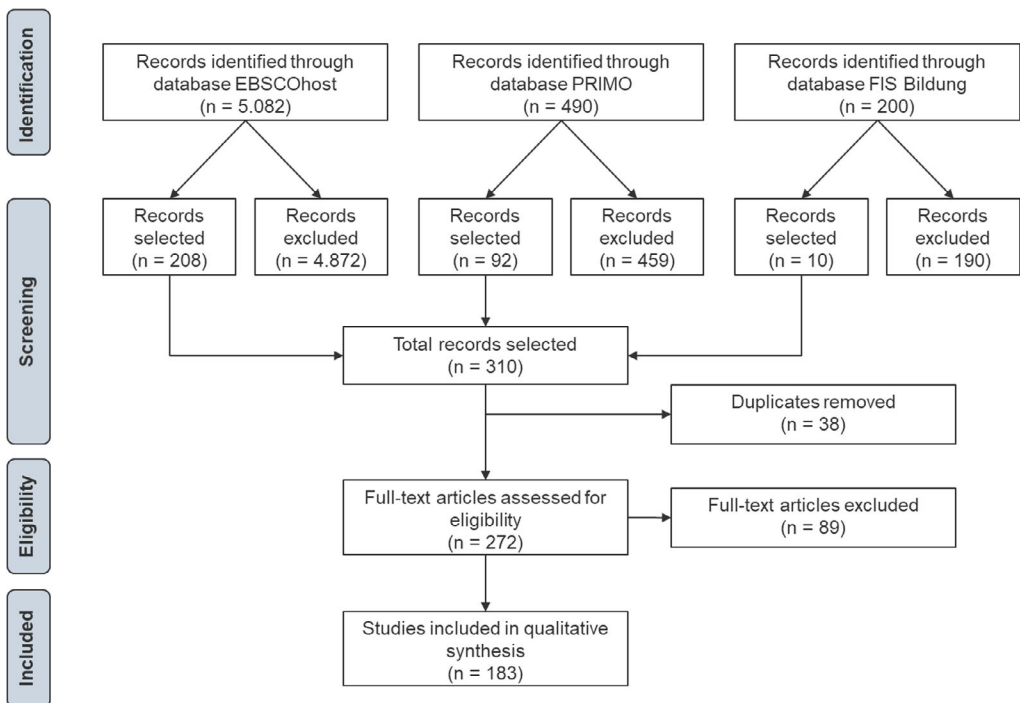 Identification
Records identified through
database EBSCOhost
(n = 5.082)
Records identified through
database PRIMO
(n = 490)
Records identified through
database FIS Bildung
(n = 200)
Screening
Records
selected
(n = 208)
Records
excluded
(n = 4.872)
Records
selected
(n = 92)
Records
excluded
(n = 459)
Records
selected
(n = 10)
Records
excluded
(n = 190)
Total records selected
(n = 310)
Duplicates removed
(n = 38)
Eligibility
Full-text articles assessed for
eligibility
(n = 272)
Full-text articles excluded
(n = 89)
Included
Studies included in qualitative
synthesis
(n = 183)